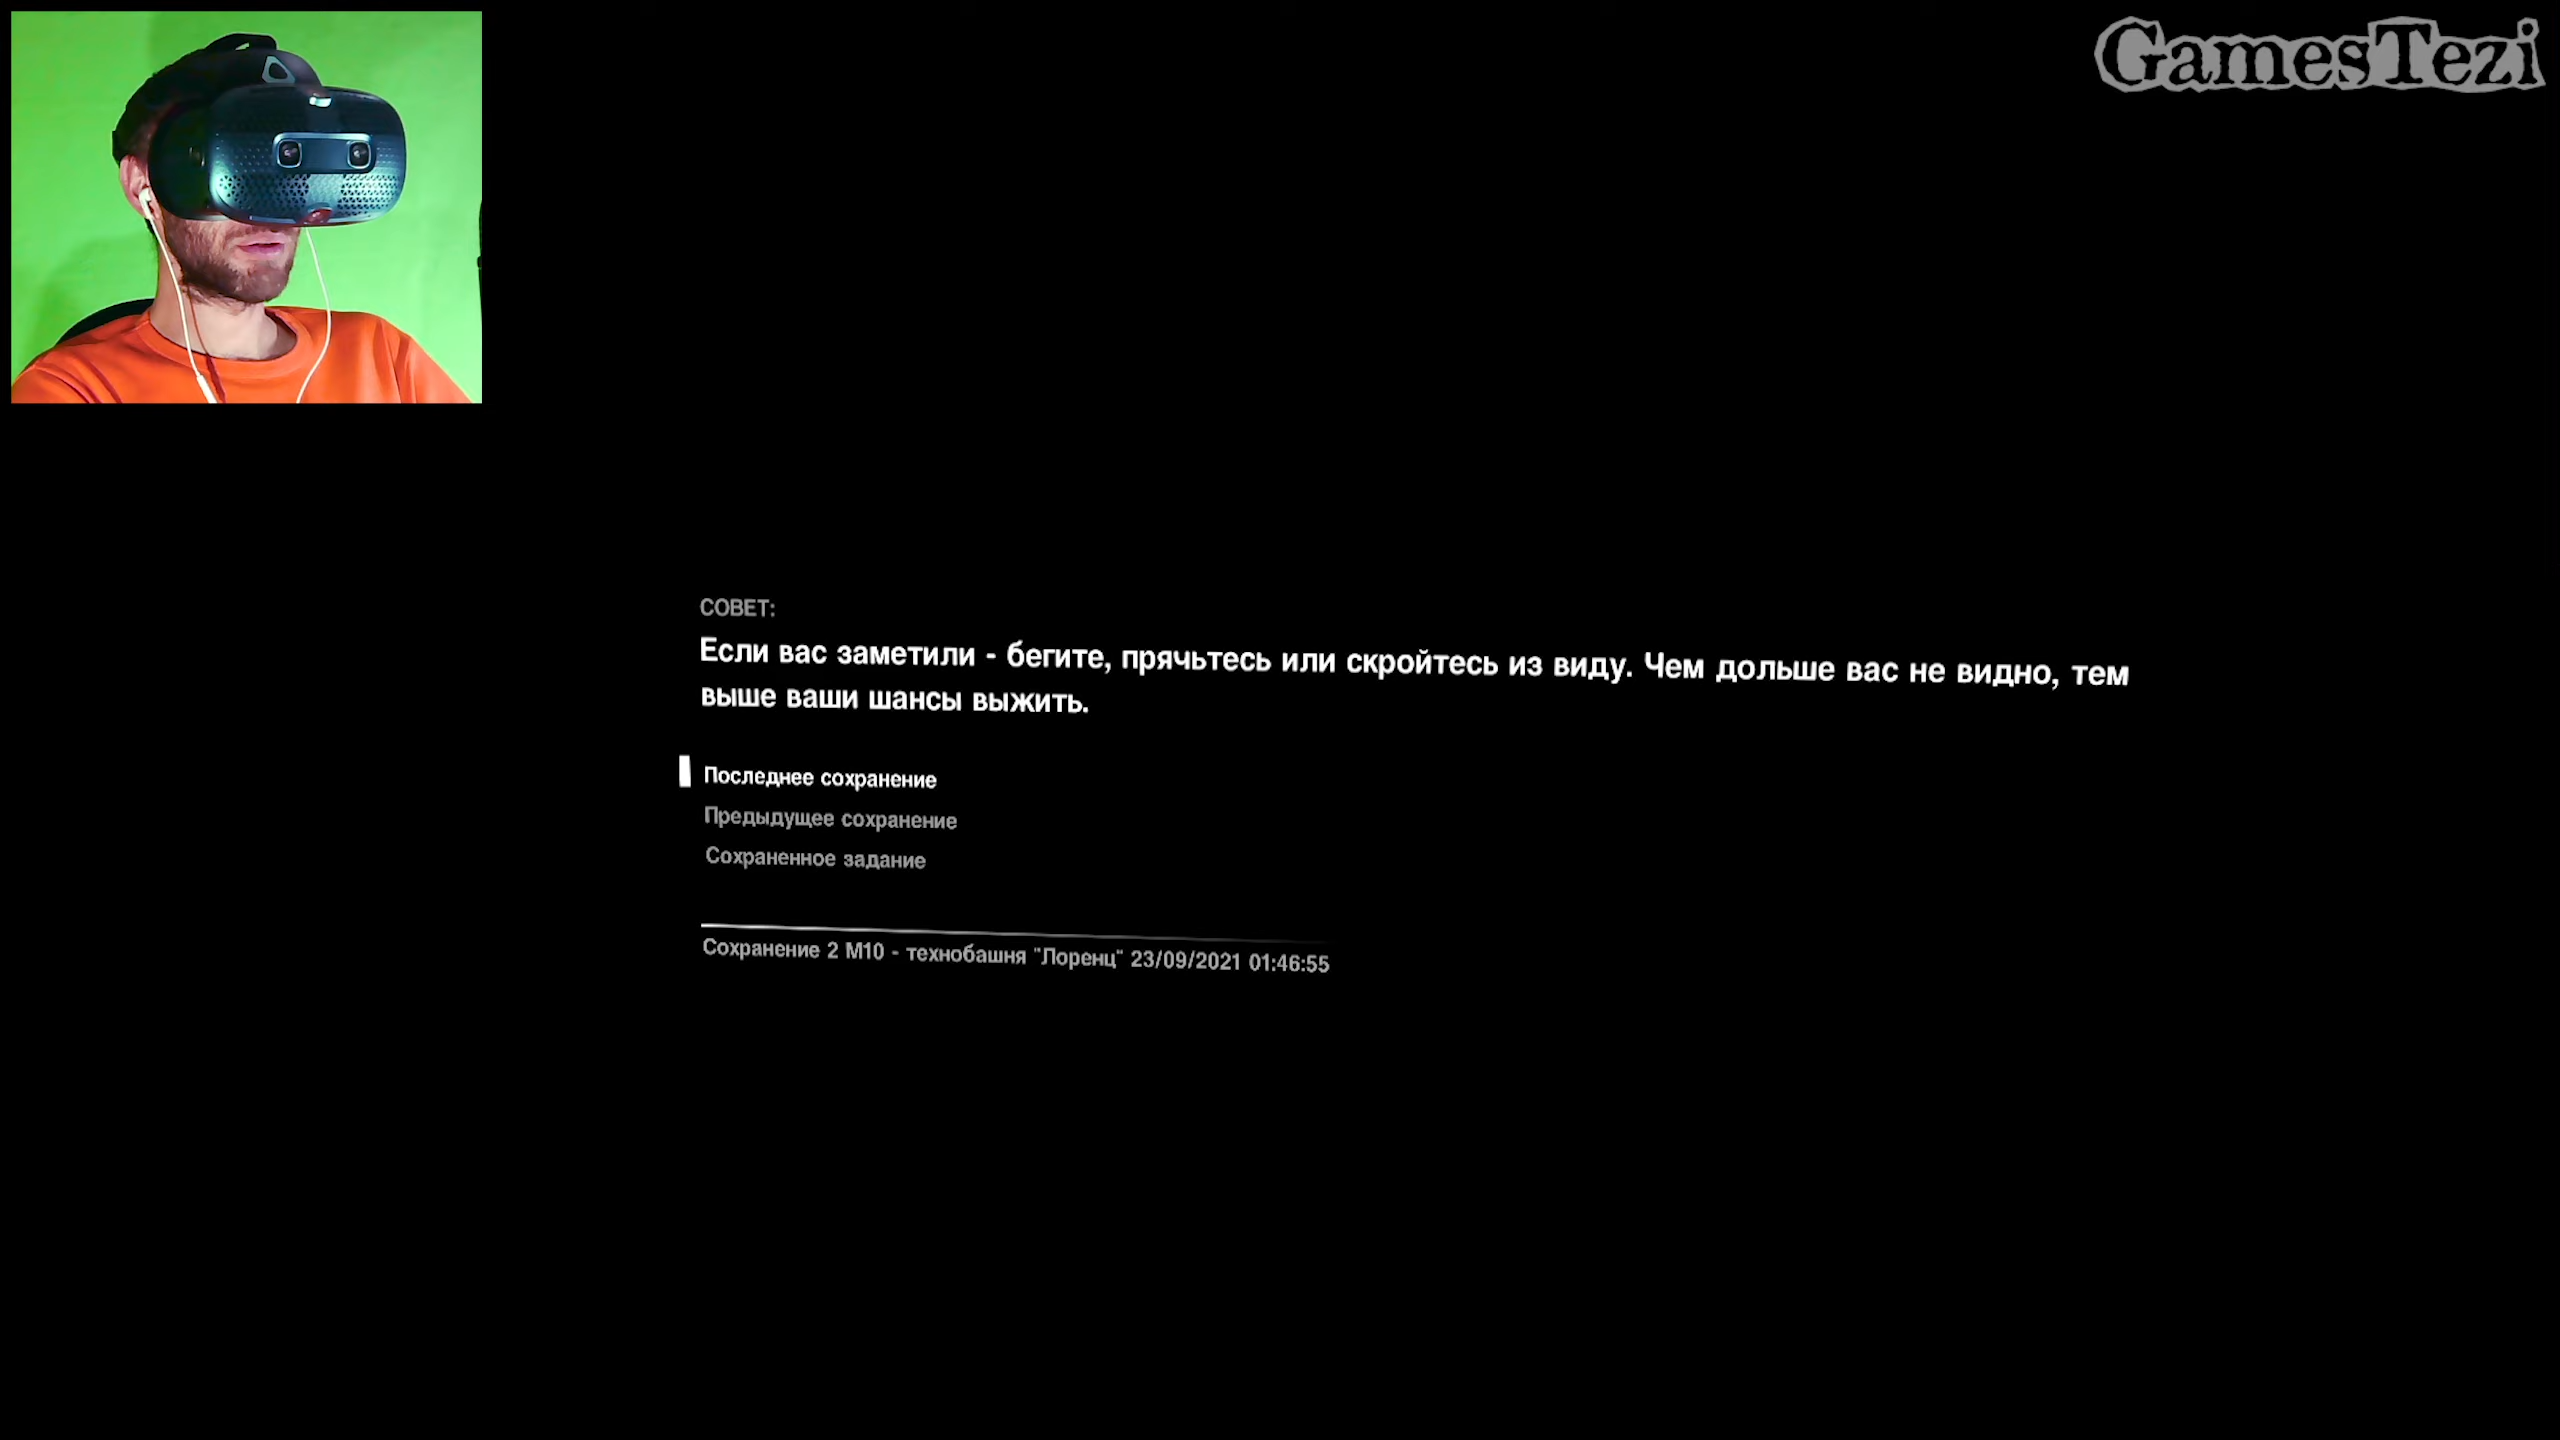 GamesTezi
СОВЕТ:
Если вас заметили - бегите, прячьтесь или скройтесь из виду. Чем дольше вас не видно, тем
выше ваши шансы выжить.
Последнее сохранение
Предыдущее сохранение
Сохраненное задание
Сохранение 2 М10 - технобашня "Лоренц" 23/09/2021 01:46:55